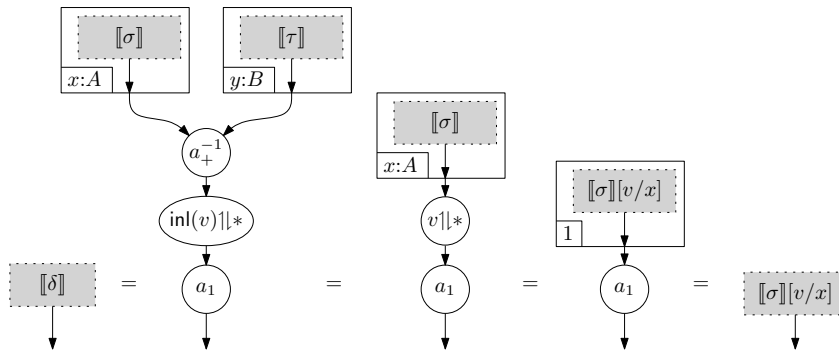 ⟦σ⟧ ⟦τ⟧
x:A y:B
⟦σ⟧
a₊⁻¹
x:A
⟦σ⟧[v/x]
inl(v)⥮∗ v⥮∗
1
⟦δ⟧ = a₁ = a₁ = a₁ = ⟦σ⟧[v/x]